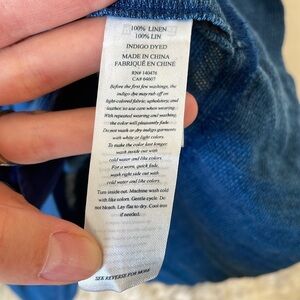 100% LINEN
100% LIN
INDIGO DYED
MADE IN CHINA
FABRIQUÉ EN CHINE
RN# 140476
CA# 64607
Before the first few washings, the
indigo dye may rub off on
light-colored fabric, upholstery, and
leather; so use care when wearing.
With repeated wearing and washing,
the color will pleasantly fade.
Do not wash or dry indigo garments
with white or light colors.
To make the color last longer,
wash inside out with
cold water and like colors.
For a worn, quick fade,
wash right side out with
cold water and like colors.
Turn inside out. Machine wash cold
with like colors. Gentle cycle. Do
not bleach. Lay flat to dry. Cool iron
if needed.
SEE REVERSE FOR MORE